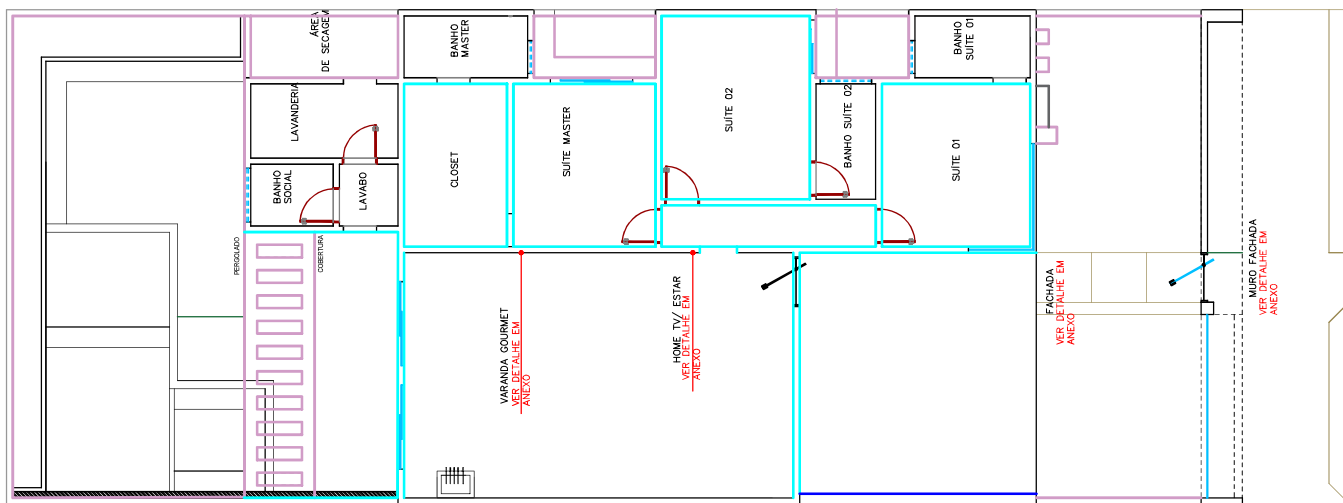 ÁREA
DE SECAGEM
BANHO
MASTER
BANHO
SUÍTE 01
LAVANDERIA
SUÍTE MASTER
SUÍTE 02
BANHO SUÍTE 02
SUÍTE 01
BANHO
SOCIAL
LAVABO
CLOSET
PERGOLADO
COBERTURA
VARANDA GOURMET
VER DETALHE EM
ANEXO
HOME TV/ ESTAR
VER DETALHE EM
ANEXO
FACHADA
VER DETALHE EM
ANEXO
MURO FACHADA
VER DETALHE EM
ANEXO